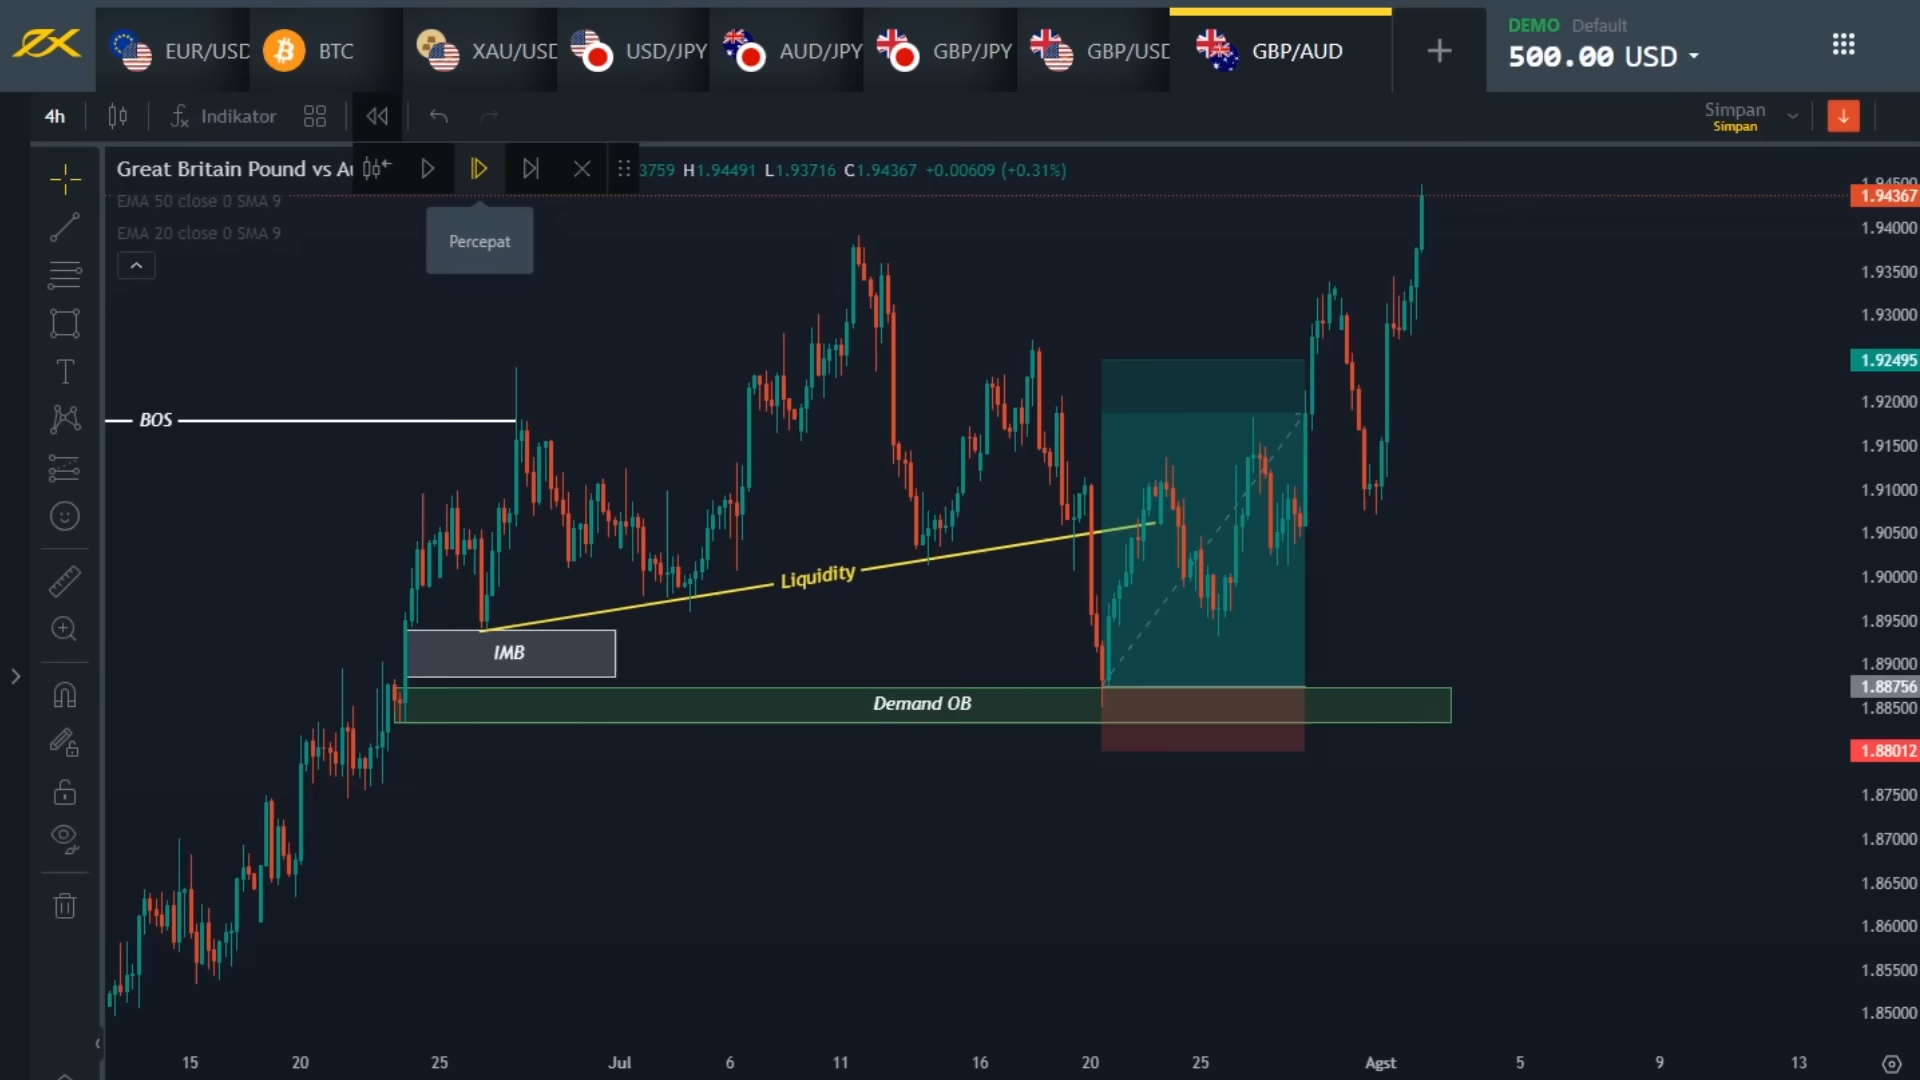 EUR/USD
BTC
XAU/USD
USD/JPY
AUD/JPY
GBP/JPY
GBP/USD
GBP/AUD
DEMO Default
500.00 USD
4h
Indikator
Simpan
Simpan
Great Britain Pound vs Au
3759 H1.94491 L1.93716 C1.94367 +0.00609 (+0.31%)
EMA 50 close 0 SMA 9
EMA 20 close 0 SMA 9
Percepat
BOS
Liquidity
IMB
Demand OB
1.94500
1.94367
1.94000
1.93500
1.93000
1.92495
1.92000
1.91500
1.91000
1.90500
1.90000
1.89500
1.89000
1.88756
1.88500
1.88012
1.87500
1.87000
1.86500
1.86000
1.85500
1.85000
15 20 25 Jul 6 11 16 20 25 Agst 5 9 13